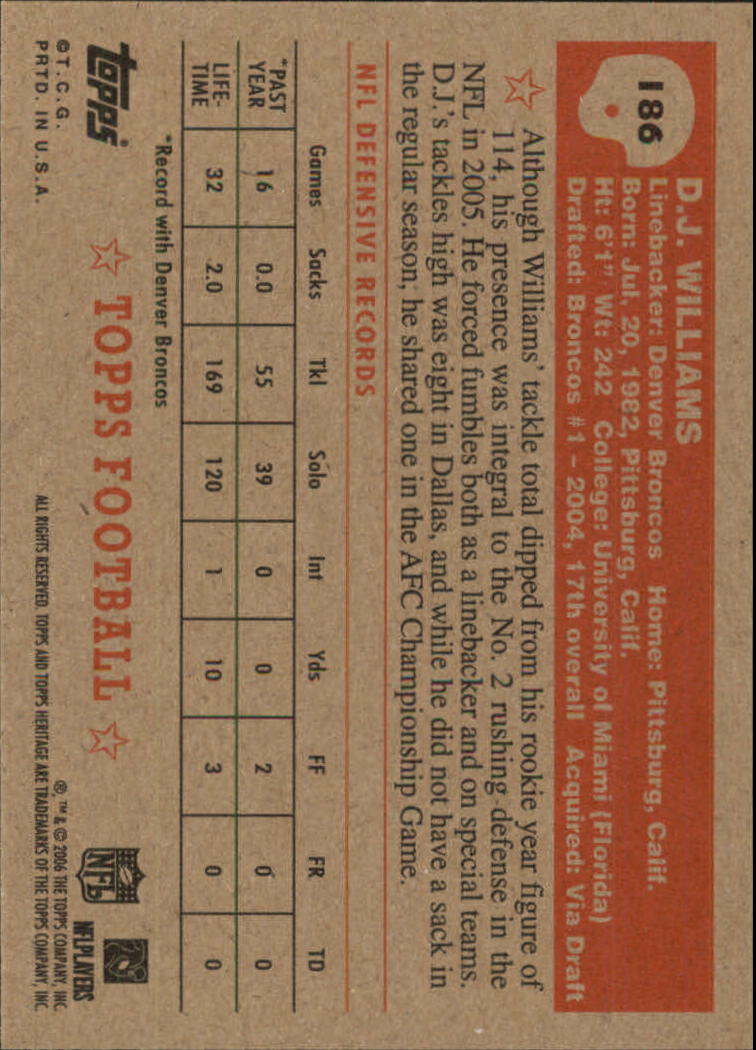 186
D.J. WILLIAMS
Linebacker: Denver Broncos Home: Pittsburg, Calif.
Born: Jul. 20, 1982, Pittsburg, Calif.
Ht: 6'1" Wt: 242 College: University of Miami (Florida)
Drafted: Broncos #1 - 2004, 17th overall Acquired: Via Draft
Although Williams' tackle total dipped from his rookie year figure of
114, his presence was integral to the No. 2 rushing defense in the
NFL in 2005. He forced fumbles both as a linebacker and on special teams.
D.J.'s tackles high was eight in Dallas, and while he did not have a sack in
the regular season, he shared one in the AFC Championship Game.
NFL DEFENSIVE RECORDS
Games Sacks Tkl Solo Int Yds FF FR TD
*PAST
YEAR 16 0.0 55 39 0 0 2 0 0
LIFE-
TIME 32 2.0 169 120 1 10 3 0 0
*Record with Denver Broncos
topps®
TOPPS FOOTBALL
NFL
NFLPLAYERS
© T.C.G.
PRTD. IN U.S.A.
®, ™ & © 2006 THE TOPPS COMPANY, INC.
ALL RIGHTS RESERVED. TOPPS AND TOPPS HERITAGE ARE TRADEMARKS OF THE TOPPS COMPANY, INC.